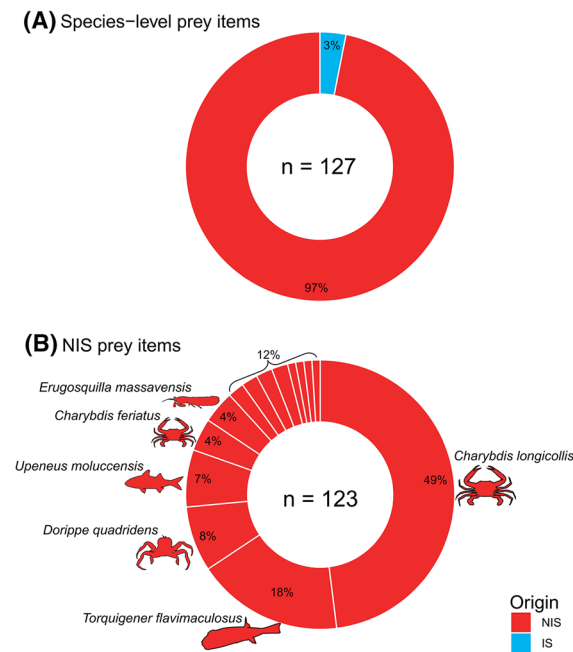 (A) Species-level prey items
3%
n = 127
97%
(B) NIS prey items
12%
Erugosquilla massavensis
4%
Charybdis feriatus
4%
Upeneus moluccensis
7%
Charybdis longicollis
49%
n = 123
Dorippe quadridens
8%
18%
Torquigener flavimaculosus
Origin
NIS
IS